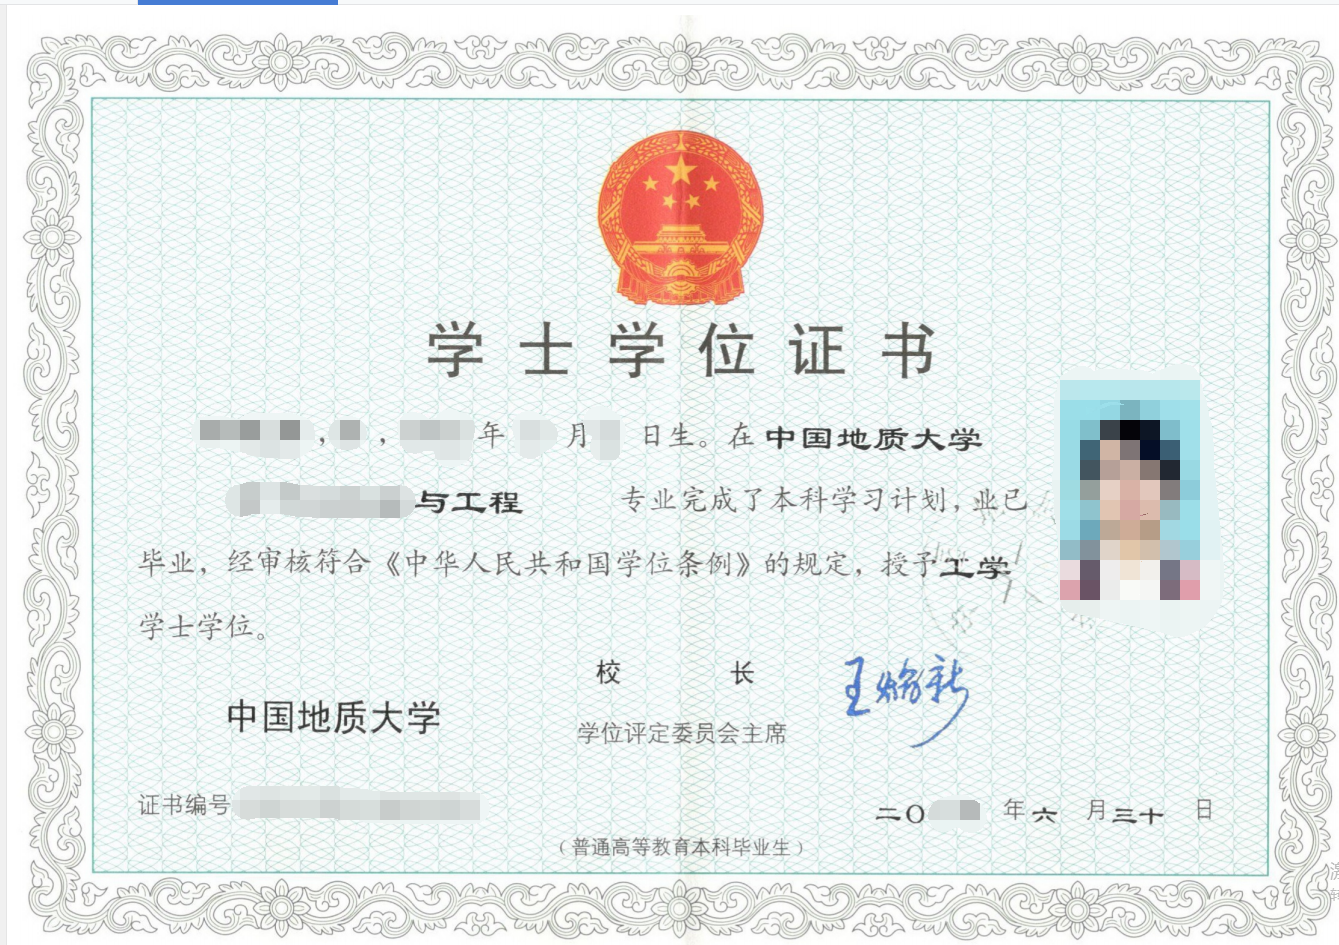 学士学位证书
，，年 月 日生。在 中国地质大学
与工程 专业完成了本科学习计划，业已
毕业，经审核符合《中华人民共和国学位条例》的规定，授予 工学
学士学位。
校 长
中国地质大学
学位评定委员会主席
证书编号
二〇 年 六 月 三十 日
（普通高等教育本科毕业生）